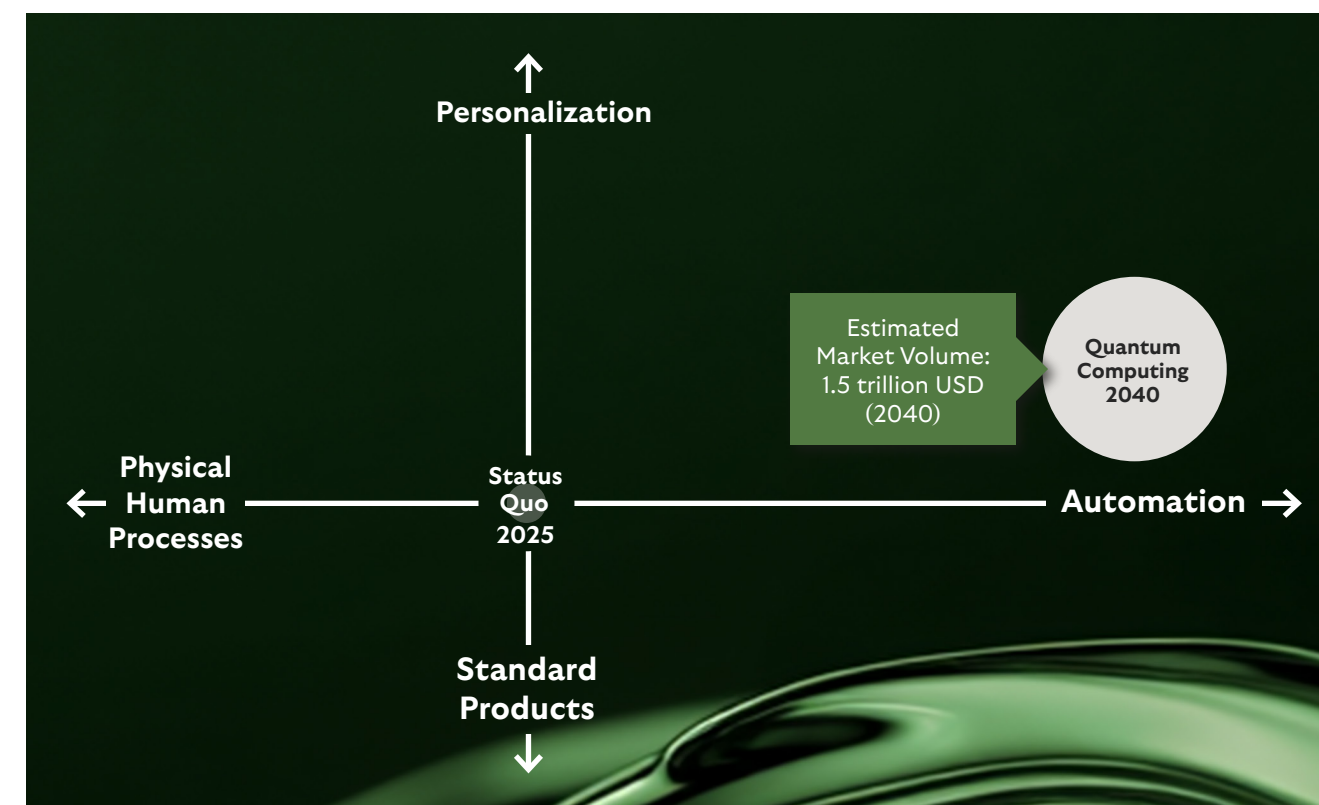 Personalization
Estimated
Market Volume:
1.5 trillion USD
(2040)
Quantum
Computing
2040
Physical
Human
Processes
Status
Quo
2025
Automation
Standard
Products